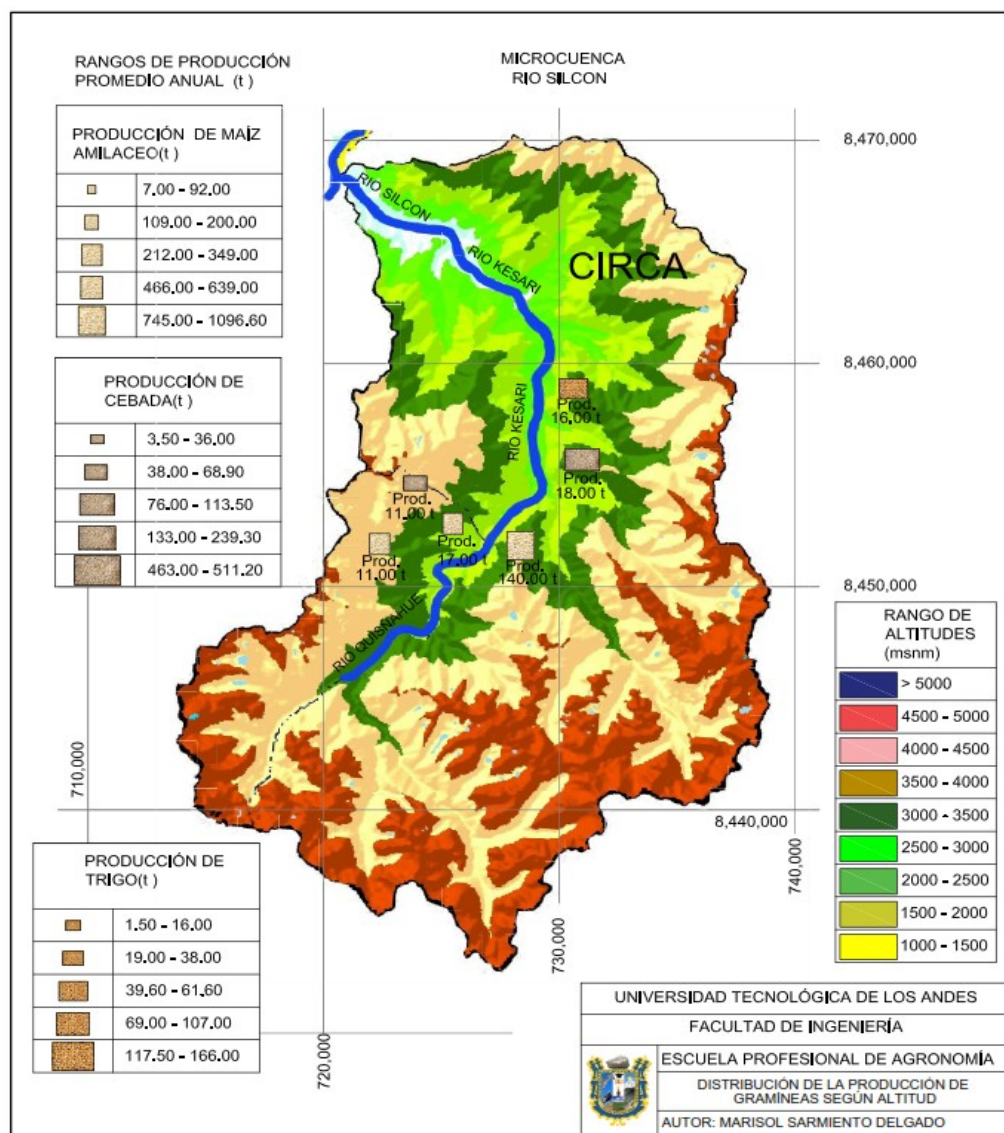 RANGOS DE PRODUCCIÓN
PROMEDIO ANUAL (t )
MICROCUENCA
RIO SILCON
PRODUCCIÓN DE MAÍZ
AMILACEO(t )
7.00 - 92.00
109.00 - 200.00
212.00 - 349.00
466.00 - 639.00
745.00 - 1096.60
PRODUCCIÓN DE
CEBADA(t )
3.50 - 36.00
38.00 - 68.90
76.00 - 113.50
133.00 - 239.30
463.00 - 511.20
8,470,000
RIO SILCON
RIO KESARI
CIRCA
8,460,000
RIO KESARI
Prod.
16.00 t
Prod.
18.00 t
Prod.
11.00 t
Prod.
17.00 t
Prod.
11.00 t
Prod.
140.00 t
8,450,000
RIO QUISÑAHUE
RANGO DE
ALTITUDES
(msnm)
> 5000
4500 - 5000
4000 - 4500
3500 - 4000
3000 - 3500
2500 - 3000
2000 - 2500
1500 - 2000
1000 - 1500
710,000
8,440,000
740,000
730,000
720,000
PRODUCCIÓN DE
TRIGO(t )
1.50 - 16.00
19.00 - 38.00
39.60 - 61.60
69.00 - 107.00
117.50 - 166.00
UNIVERSIDAD TECNOLÓGICA DE LOS ANDES
FACULTAD DE INGENIERÍA
ESCUELA PROFESIONAL DE AGRONOMÍA
DISTRIBUCIÓN DE LA PRODUCCIÓN DE
GRAMÍNEAS SEGÚN ALTITUD
AUTOR: MARISOL SARMIENTO DELGADO